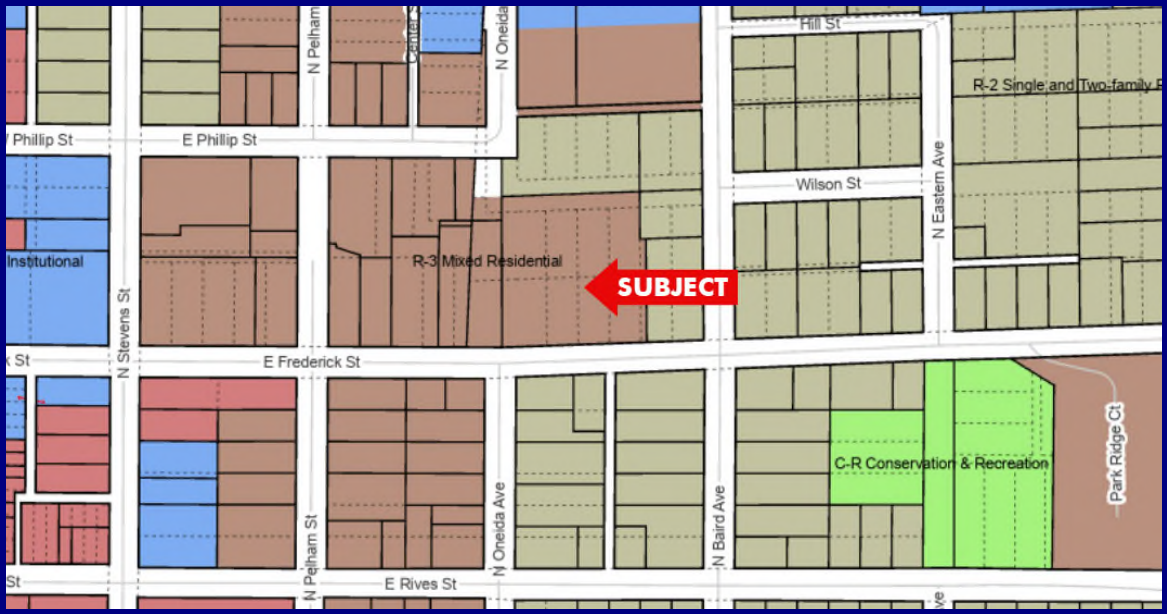 N Pelham
Center S
N Oneida
Hill St
R-2 Single and Two-family R
Phillip St
E Phillip St
Wilson St
N Eastern Ave
Institutional
R-3 Mixed Residential
SUBJECT
N Stevens St
k St
E Frederick St
C-R Conservation & Recreation
Park Ridge Ct
N Pelham St
N Oneida Ave
N Baird Ave
St
E Rives St
ve